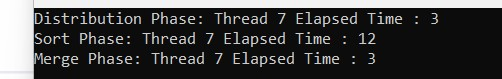 Distribution Phase: Thread 7 Elapsed Time : 3
Sort Phase: Thread 7 Elapsed Time : 12
Merge Phase: Thread 7 Elapsed Time : 3